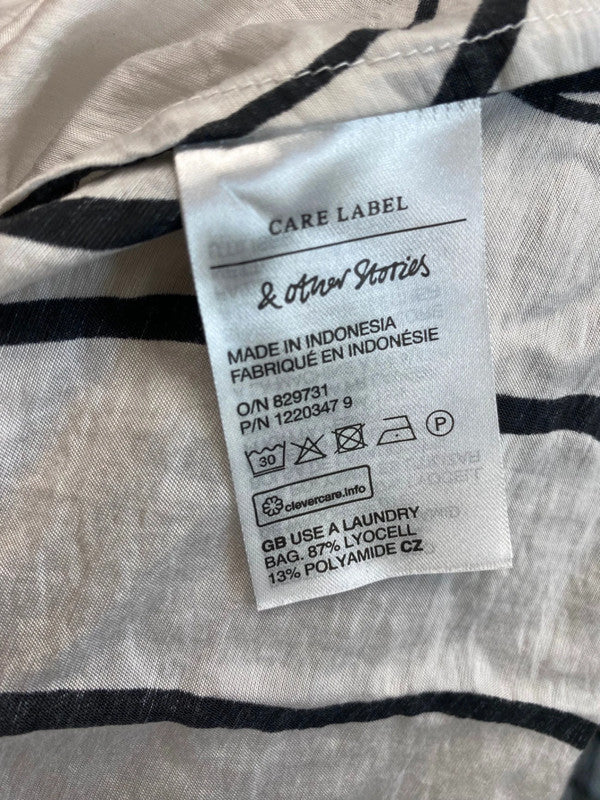 CARE LABEL
& Other Stories
MADE IN INDONESIA
FABRIQUÉ EN INDONÉSIE
O/N 829731
P/N 1220347 9
30
P
clevercare.info
GB USE A LAUNDRY
BAG. 87% LYOCELL
13% POLYAMIDE CZ